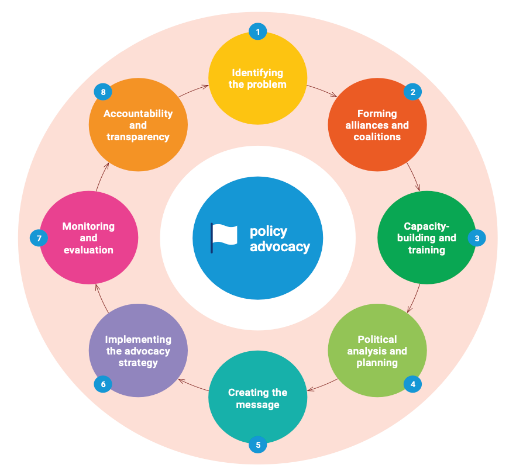 1
Identifying
the problem
2
Forming
alliances and
coalitions
3
Capacity-
building and
training
4
Political
analysis and
planning
5
Creating the
message
6
Implementing
the advocacy
strategy
7
Monitoring
and
evaluation
8
Accountability
and
transparency
policy
advocacy